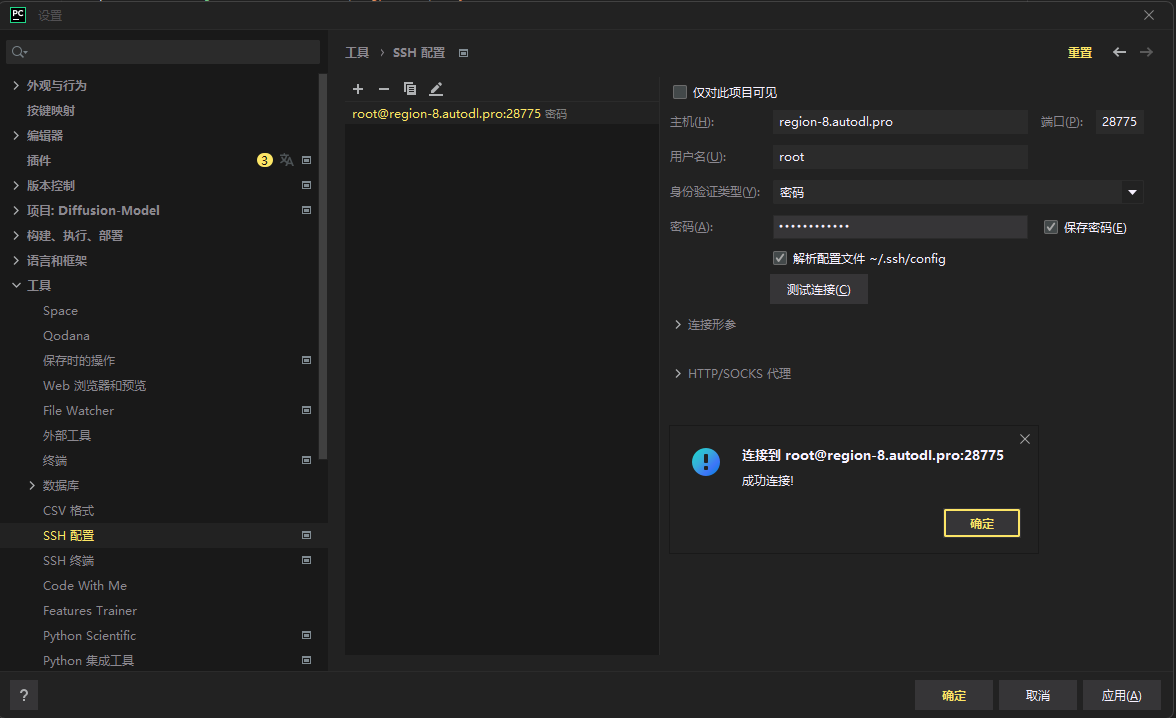 PC 设置
外观与行为
按键映射
编辑器
插件 3
版本控制
项目: Diffusion-Model
构建、执行、部署
语言和框架
工具
Space
Qodana
保存时的操作
Web 浏览器和预览
File Watcher
外部工具
终端
数据库
CSV 格式
SSH 配置
SSH 终端
Code With Me
Features Trainer
Python Scientific
Python 集成工具
工具 › SSH 配置
重置
root@region-8.autodl.pro:28775 密码
仅对此项目可见
主机(H): region-8.autodl.pro 端口(P): 28775
用户名(U): root
身份验证类型(Y): 密码
密码(A): •••••••••••• 保存密码(E)
解析配置文件 ~/.ssh/config
测试连接(C)
连接形参
HTTP/SOCKS 代理
连接到 root@region-8.autodl.pro:28775
成功连接!
确定
? 确定 取消 应用(A)